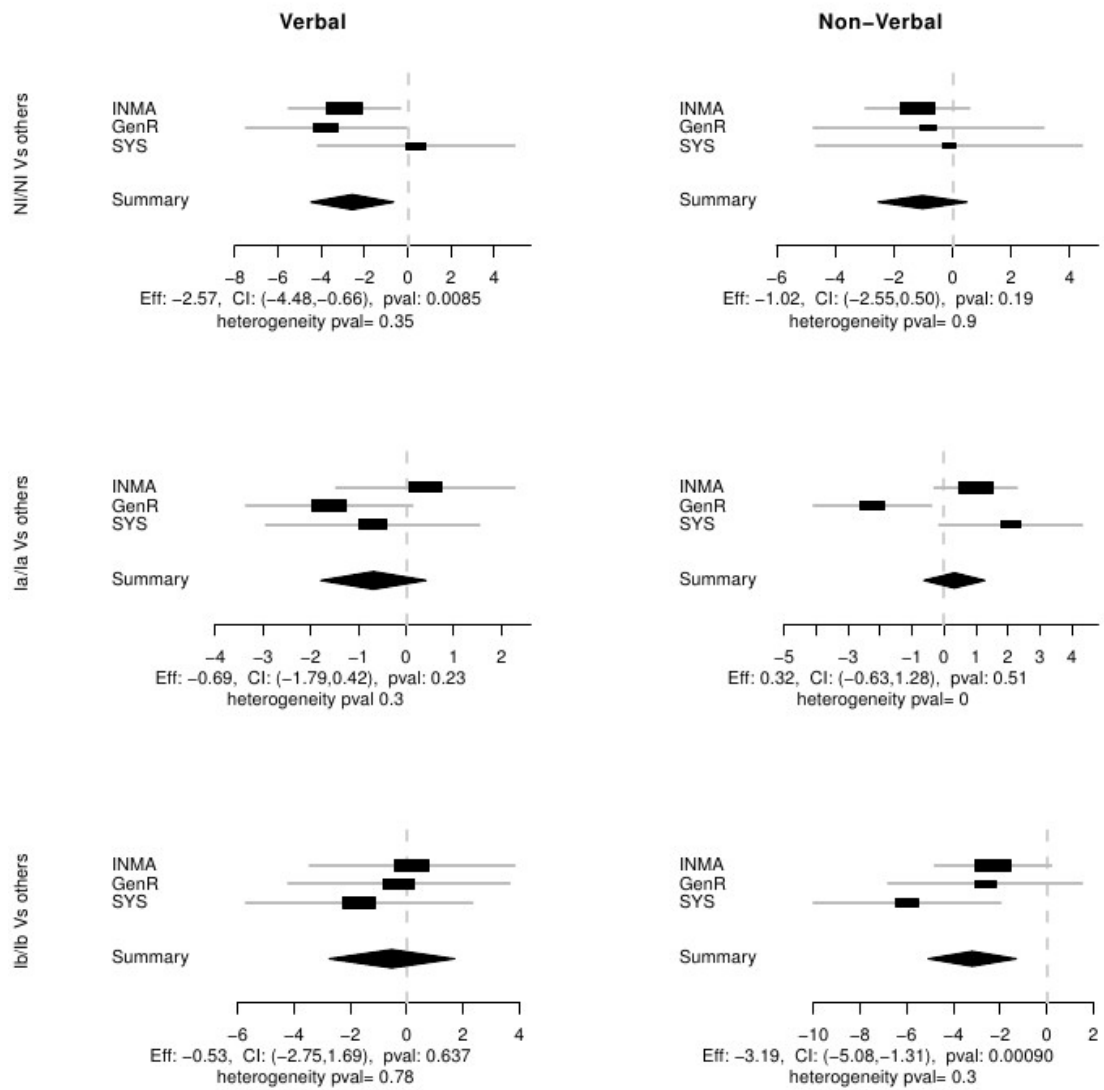 Verbal
Non−Verbal
NI/NI Vs others
INMA
GenR
SYS
Summary
−8 −6 −4 −2 0 2 4
Eff: −2.57, CI: (−4.48,−0.66), pval: 0.0085
heterogeneity pval= 0.35
INMA
GenR
SYS
Summary
−6 −4 −2 0 2 4
Eff: −1.02, CI: (−2.55,0.50), pval: 0.19
heterogeneity pval= 0.9
Ia/Ia Vs others
INMA
GenR
SYS
Summary
−4 −3 −2 −1 0 1 2
Eff: −0.69, CI: (−1.79,0.42), pval: 0.23
heterogeneity pval 0.3
INMA
GenR
SYS
Summary
−5 −3 −2 −1 0 1 2 3 4
Eff: 0.32, CI: (−0.63,1.28), pval: 0.51
heterogeneity pval= 0
Ib/Ib Vs others
INMA
GenR
SYS
Summary
−6 −4 −2 0 2 4
Eff: −0.53, CI: (−2.75,1.69), pval: 0.637
heterogeneity pval= 0.78
INMA
GenR
SYS
Summary
−10 −8 −6 −4 −2 0 2
Eff: −3.19, CI: (−5.08,−1.31), pval: 0.00090
heterogeneity pval= 0.3